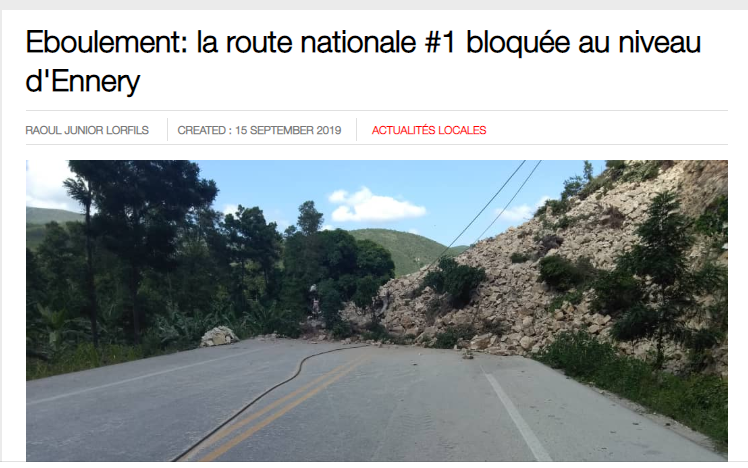 Eboulement: la route nationale #1 bloquée au niveau
d'Ennery
RAOUL JUNIOR LORFILS CREATED : 15 SEPTEMBER 2019 ACTUALITÉS LOCALES